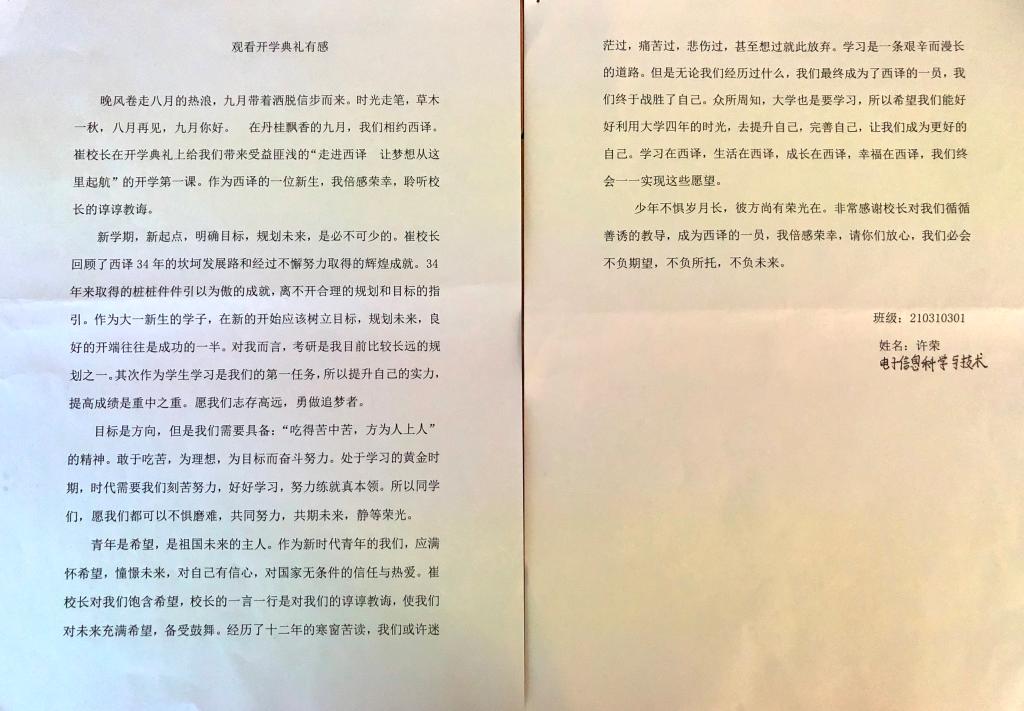 观看开学典礼有感
晚风卷走八月的热浪，九月带着洒脱信步而来。时光走笔，草木
一秋，八月再见，九月你好。 在丹桂飘香的九月，我们相约西译。
崔校长在开学典礼上给我们带来受益匪浅的“走进西译 让梦想从这
里起航”的开学第一课。作为西译的一位新生，我倍感荣幸，聆听校
长的谆谆教诲。
新学期，新起点，明确目标，规划未来，是必不可少的。崔校长
回顾了西译 34 年的坎坷发展路和经过不懈努力取得的辉煌成就。34
年来取得的桩桩件件引以为傲的成就，离不开合理的规划和目标的指
引。作为大一新生的学子，在新的开始应该树立目标，规划未来，良
好的开端往往是成功的一半。对我而言，考研是我目前比较长远的规
划之一。其次作为学生学习是我们的第一任务，所以提升自己的实力，
提高成绩是重中之重。愿我们志存高远，勇做追梦者。
目标是方向，但是我们需要具备：“吃得苦中苦，方为人上人”
的精神。敢于吃苦，为理想，为目标而奋斗努力。处于学习的黄金时
期，时代需要我们刻苦努力，好好学习，努力练就真本领。所以同学
们，愿我们都可以不惧磨难，共同努力，共期未来，静等荣光。
青年是希望，是祖国未来的主人。作为新时代青年的我们，应满
怀希望，憧憬未来，对自己有信心，对国家无条件的信任与热爱。崔
校长对我们饱含希望，校长的一言一行是对我们的谆谆教诲，使我们
对未来充满希望，备受鼓舞。经历了十二年的寒窗苦读，我们或许迷
茫过，痛苦过，悲伤过，甚至想过就此放弃。学习是一条艰辛而漫长
的道路。但是无论我们经历过什么，我们最终成为了西译的一员，我
们终于战胜了自己。众所周知，大学也是要学习，所以希望我们能好
好利用大学四年的时光，去提升自己，完善自己，让我们成为更好的
自己。学习在西译，生活在西译，成长在西译，幸福在西译，我们终
会一一实现这些愿望。
少年不惧岁月长，彼方尚有荣光在。非常感谢校长对我们循循
善诱的教导，成为西译的一员，我倍感荣幸，请你们放心，我们必会
不负期望，不负所托，不负未来。
班级：210310301
姓名：许荣
电子信息科学与技术